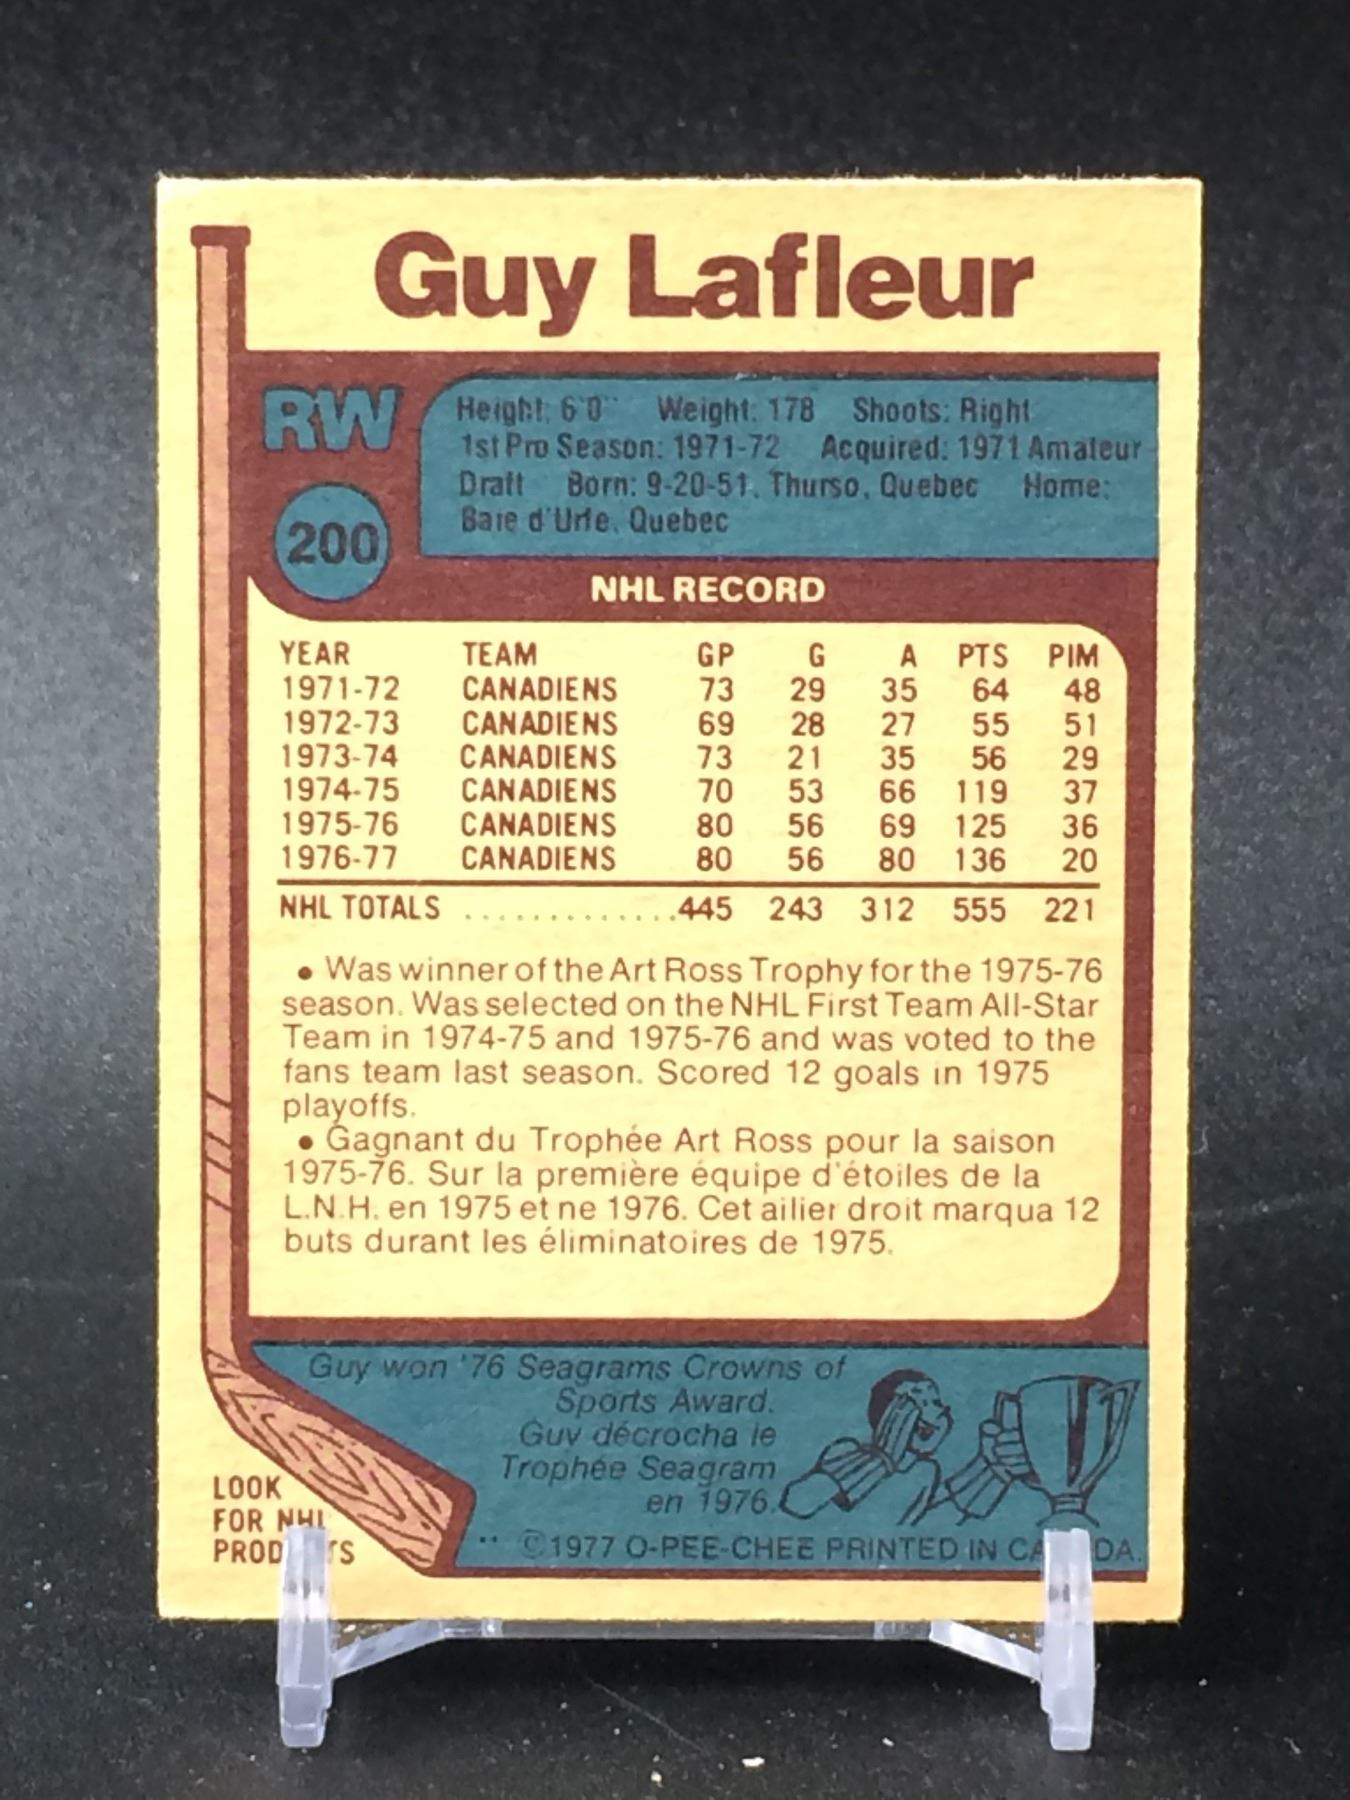 Guy Lafleur
RW
Height: 6'0" Weight: 178 Shoots: Right
1st Pro Season: 1971-72 Acquired: 1971 Amateur
Draft Born: 9-20-51, Thurso, Quebec Home:
Baie d'Urfe, Quebec
200
NHL RECORD
YEAR TEAM GP G A PTS PIM
1971-72 CANADIENS 73 29 35 64 48
1972-73 CANADIENS 69 28 27 55 51
1973-74 CANADIENS 73 21 35 56 29
1974-75 CANADIENS 70 53 66 119 37
1975-76 CANADIENS 80 56 69 125 36
1976-77 CANADIENS 80 56 80 136 20
NHL TOTALS .............445 243 312 555 221
• Was winner of the Art Ross Trophy for the 1975-76
season. Was selected on the NHL First Team All-Star
Team in 1974-75 and 1975-76 and was voted to the
fans team last season. Scored 12 goals in 1975
playoffs.
• Gagnant du Trophée Art Ross pour la saison
1975-76. Sur la première équipe d'étoiles de la
L.N.H. en 1975 et ne 1976. Cet ailier droit marqua 12
buts durant les éliminatoires de 1975.
Guy won '76 Seagrams Crowns of
Sports Award.
Guy décrocha le
Trophée Seagram
en 1976.
LOOK
FOR NHL
PRODUCTS
** ©1977 O-PEE-CHEE PRINTED IN CANADA.